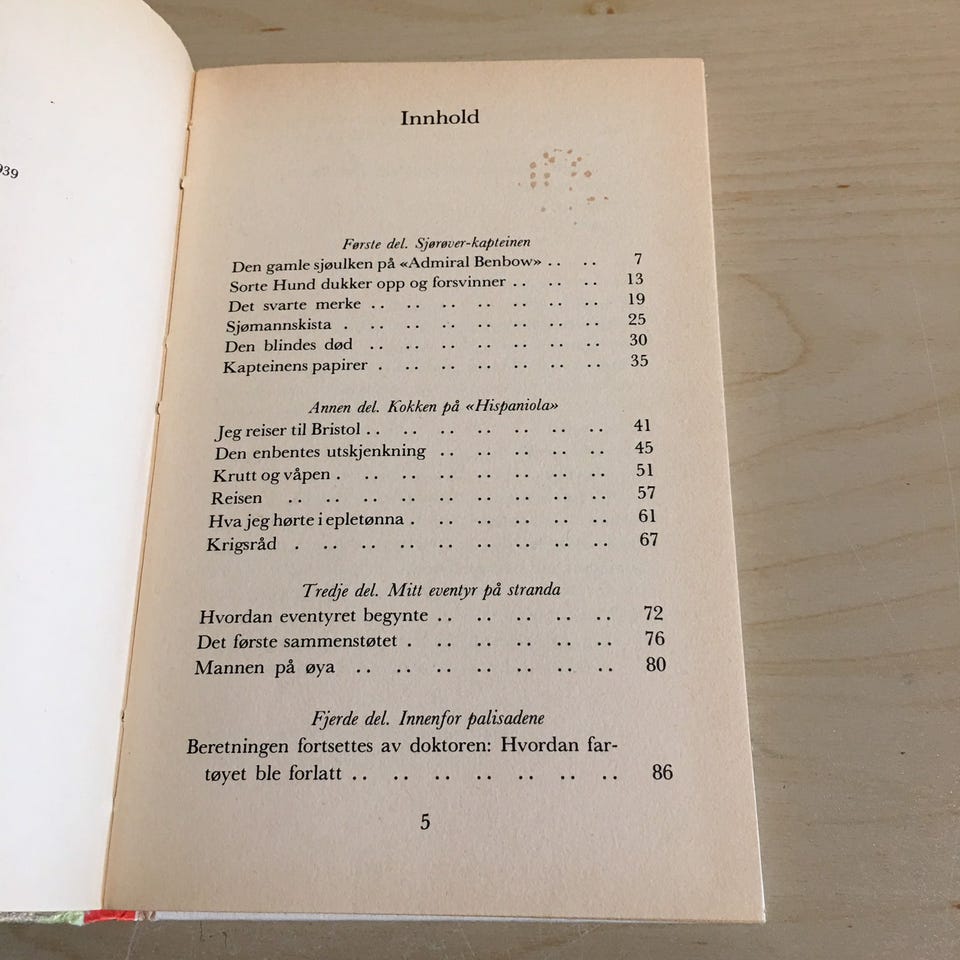 939
Innhold
Første del. Sjørøver-kapteinen
Den gamle sjøulken på «Admiral Benbow» .. .. 7
Sorte Hund dukker opp og forsvinner .. .. .. 13
Det svarte merke .. .. .. .. .. .. .. 19
Sjømannskista . .. .. .. .. .. .. .. 25
Den blindes død .. .. .. .. .. .. .. 30
Kapteinens papirer . .. .. .. .. .. .. 35
Annen del. Kokken på «Hispaniola»
Jeg reiser til Bristol .. .. .. .. .. .. .. 41
Den enbentes utskjenkning .. .. .. .. .. 45
Krutt og våpen . .. .. .. .. .. .. .. 51
Reisen .. .. .. .. .. .. .. .. .. 57
Hva jeg hørte i epletønna . .. .. .. .. .. 61
Krigsråd . .. .. .. .. .. .. .. .. 67
Tredje del. Mitt eventyr på stranda
Hvordan eventyret begynte .. .. .. .. .. 72
Det første sammenstøtet . .. .. .. .. .. 76
Mannen på øya .. .. .. .. .. .. .. 80
Fjerde del. Innenfor palisadene
Beretningen fortsettes av doktoren: Hvordan far-
tøyet ble forlatt .. .. .. .. .. .. .. 86
5